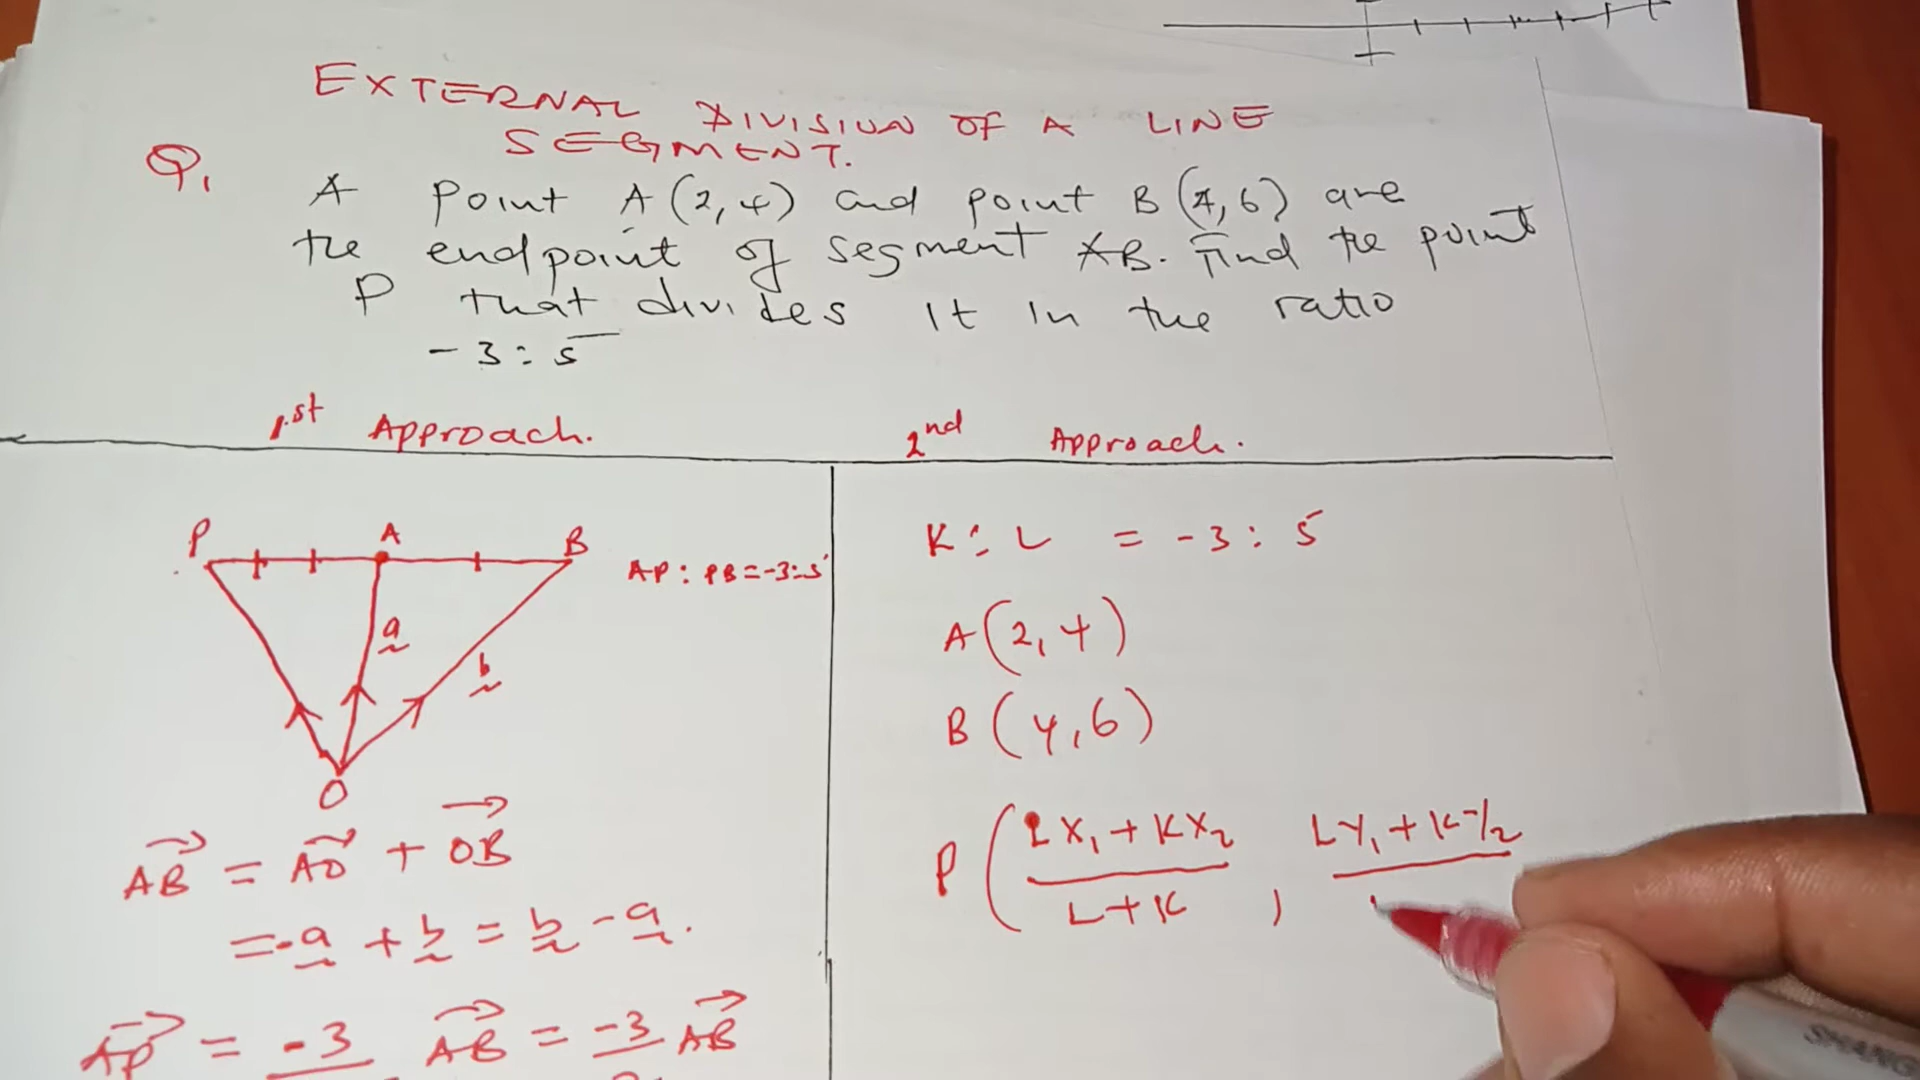 EXTERNAL DIVISION OF A LINE
SEGMENT.
Q1
A point A(2,4) and point B(4,6) are
the endpoint of segment AB. Find the point
P that divides it in the ratio
-3:5
1st Approach.
2nd Approach.
P A B
AP : PB = -3:5
a
b
O
AB = AO + OB
= -a + b = b - a.
AP = -3 AB = -3 AB
K : L = -3 : 5
A(2,4)
B(4,6)
P ( LX1 + KX2 , LY1 + KY2
L+K
SHANG